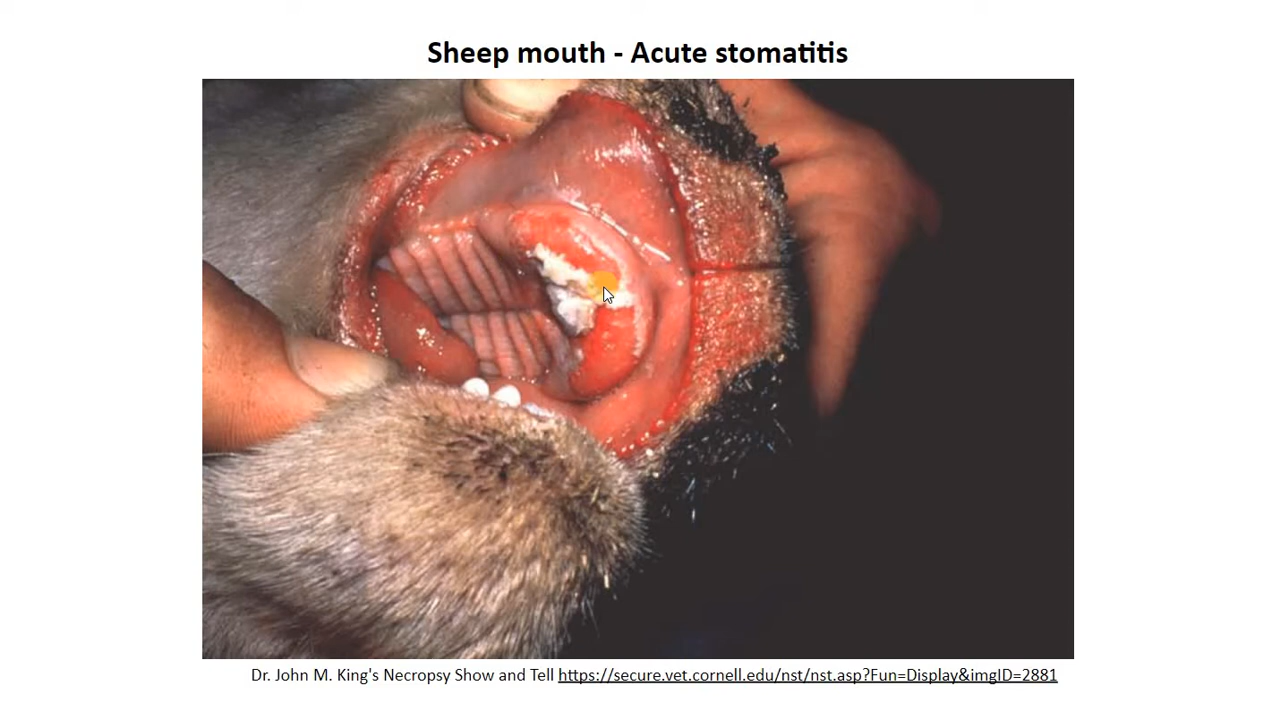 Sheep mouth - Acute stomatitis
Dr. John M. King's Necropsy Show and Tell https://secure.vet.cornell.edu/nst/nst.asp?Fun=Display&imgID=2881